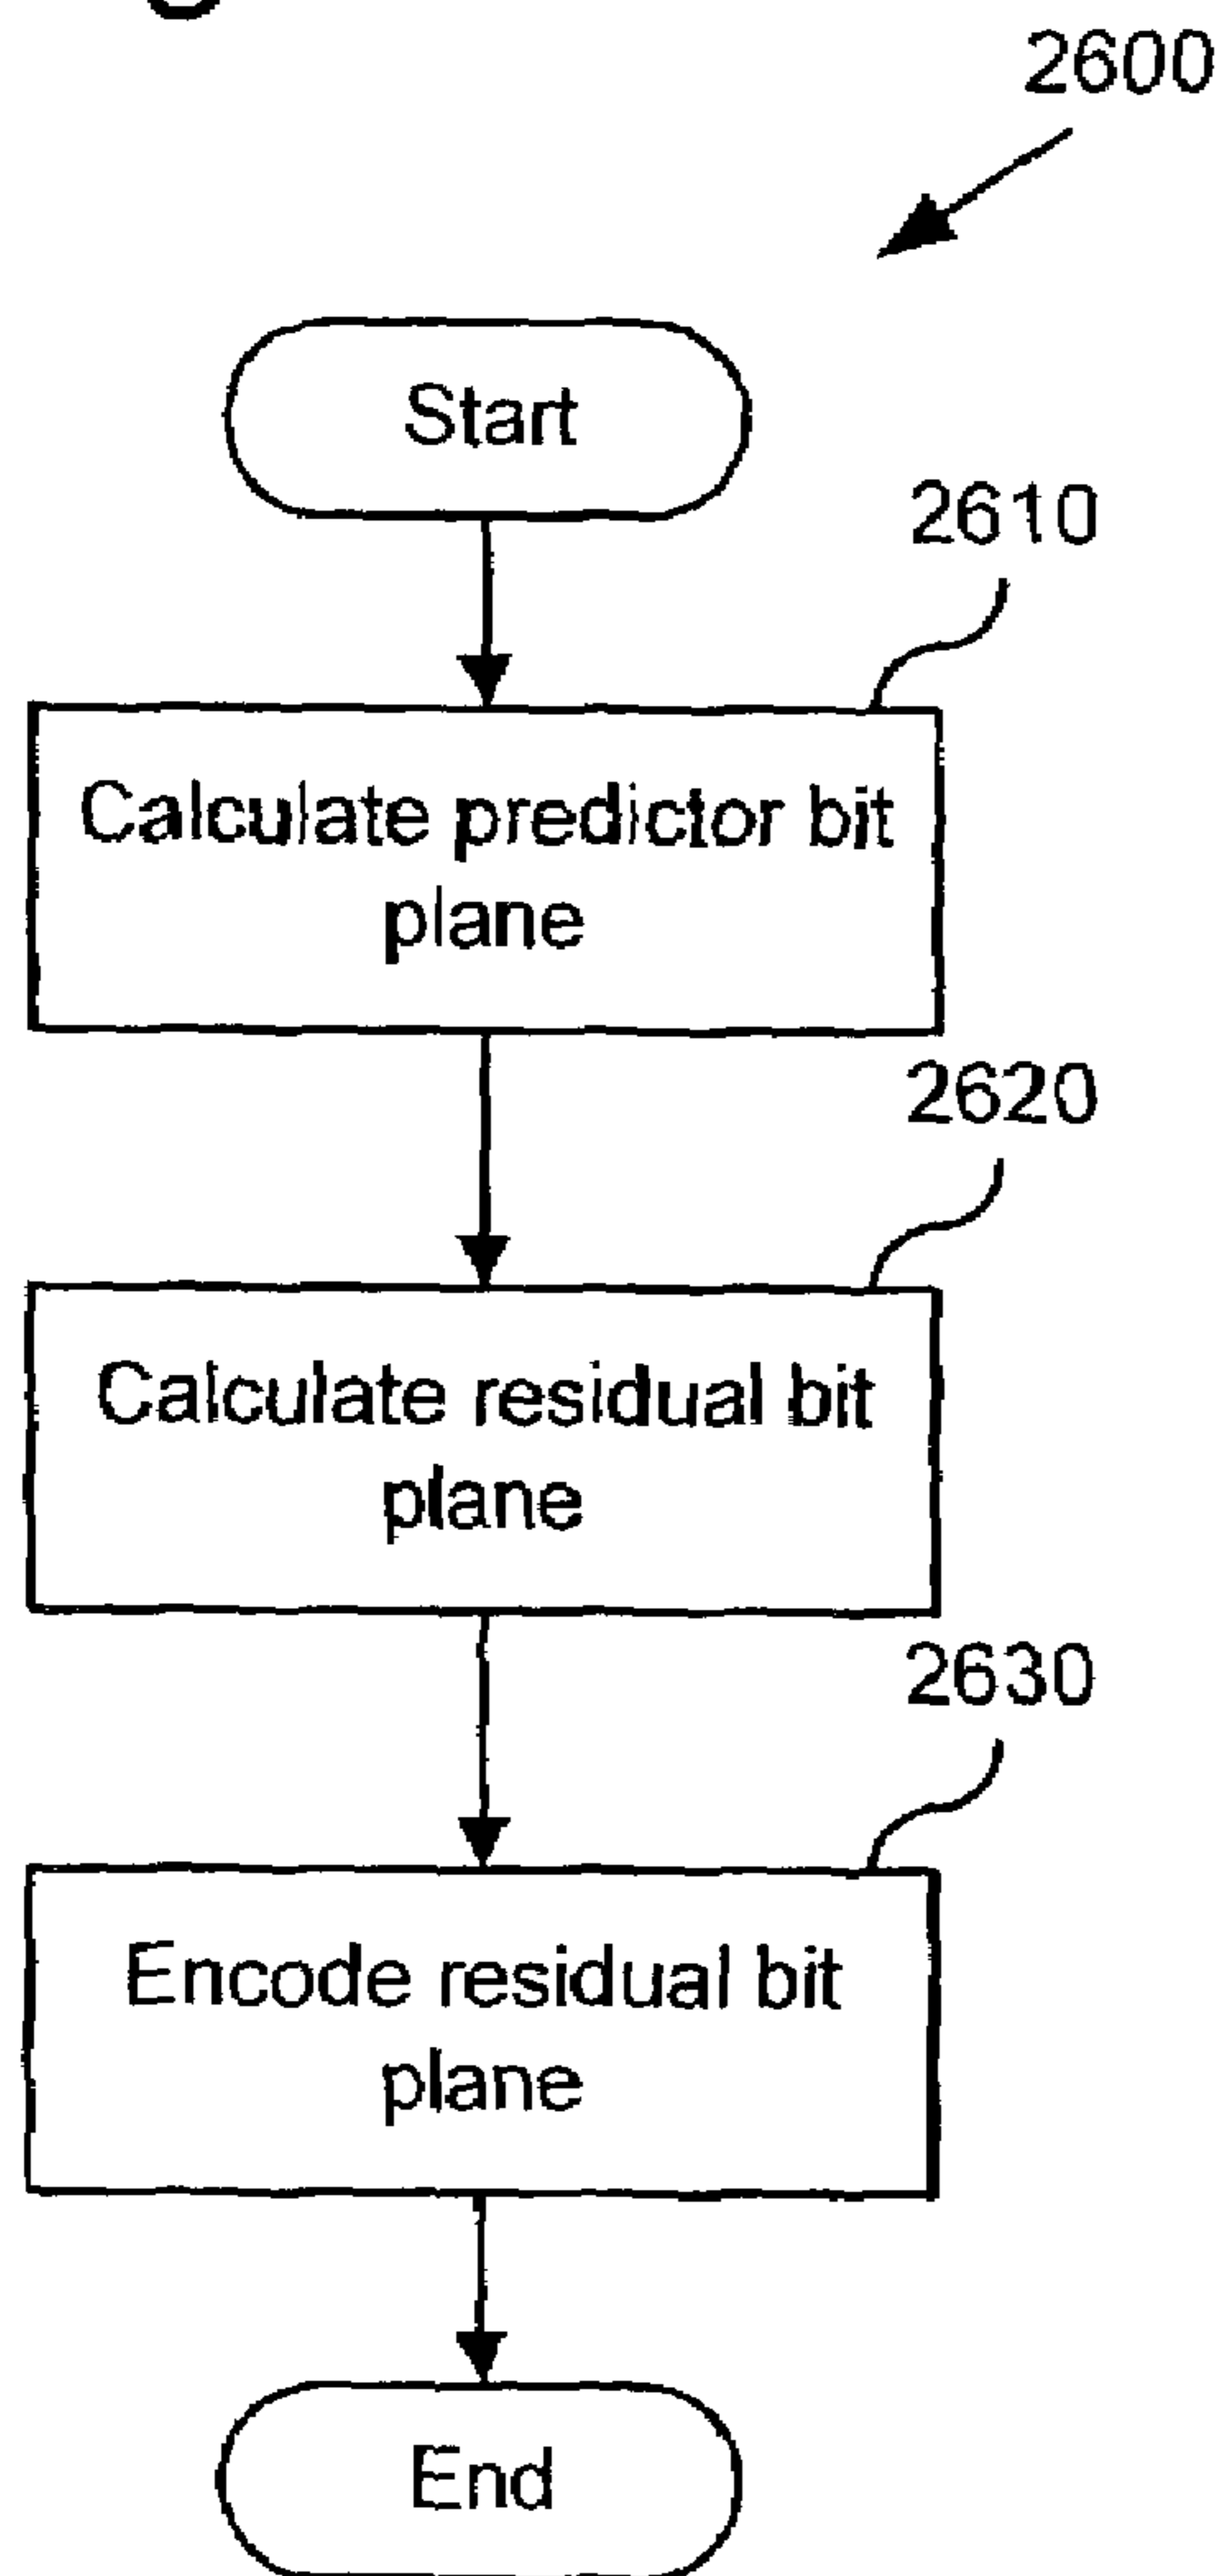 2600
Start
2610
Calculate predictor bit
plane
2620
Calculate residual bit
plane
2630
Encode residual bit
plane
End